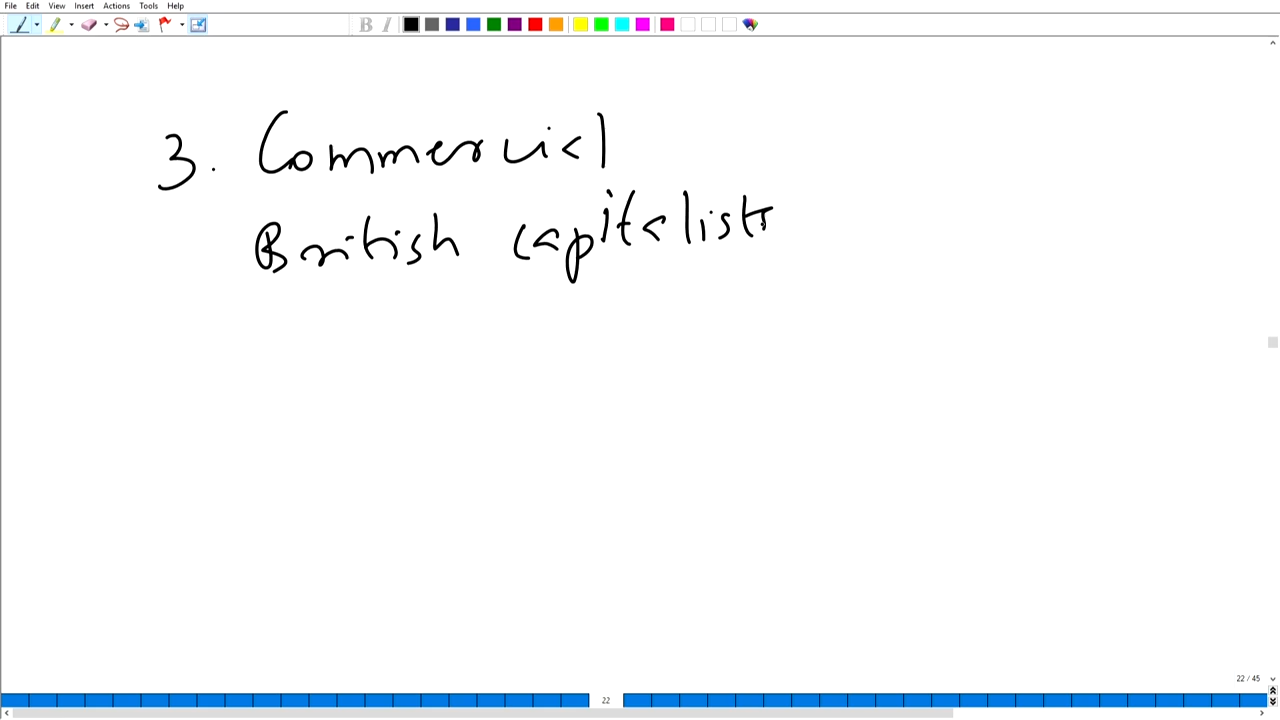 File Edit View Insert Actions Tools Help
B I
3. Commercial
British capitalists
22 / 45
22